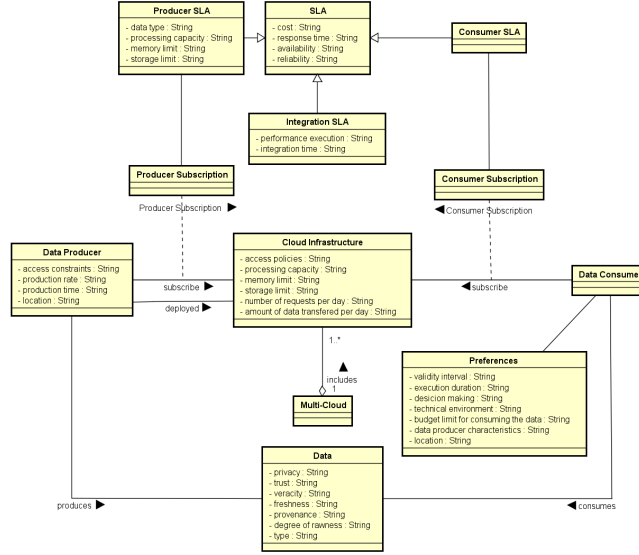 Producer SLA
- data type : String
- processing capacity : String
- memory limit : String
- storage limit : String
SLA
- cost : String
- response time : String
- availability : String
- reliability : String
Consumer SLA
Integration SLA
- performance execution : String
- integration time : String
Producer Subscription
Producer Subscription
Consumer Subscription
Consumer Subscription
Data Producer
- access constraints : String
- production rate : String
- production time : String
- location : String
subscribe
deployed
Cloud Infrastructure
- access policies : String
- processing capacity : String
- memory limit : String
- storage limit : String
- number of requests per day : String
- amount of data transfered per day : String
subscribe
Data Consumer
1..*
includes
1
Multi-Cloud
Preferences
- validity interval : String
- execution duration : String
- desicion making : String
- technical environment : String
- budget limit for consuming the data : String
- data producer characteristics : String
- location : String
Data
- privacy : String
- trust : String
- veracity : String
- freshness : String
- provenance : String
- degree of rawness : String
- type : String
produces
consumes